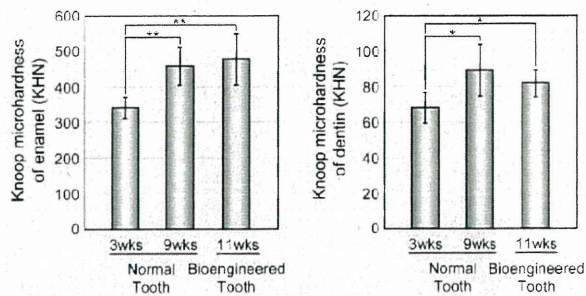 Knoop microhardness
of enamel (KHN)
600
500
400
300
200
100
0
**
**
3wks 9wks 11wks
Normal Bioengineered
Tooth Tooth
Knoop microhardness
of dentin (KHN)
120
100
80
60
40
20
0
*
*
3wks 9wks 11wks
Normal Bioengineered
Tooth Tooth